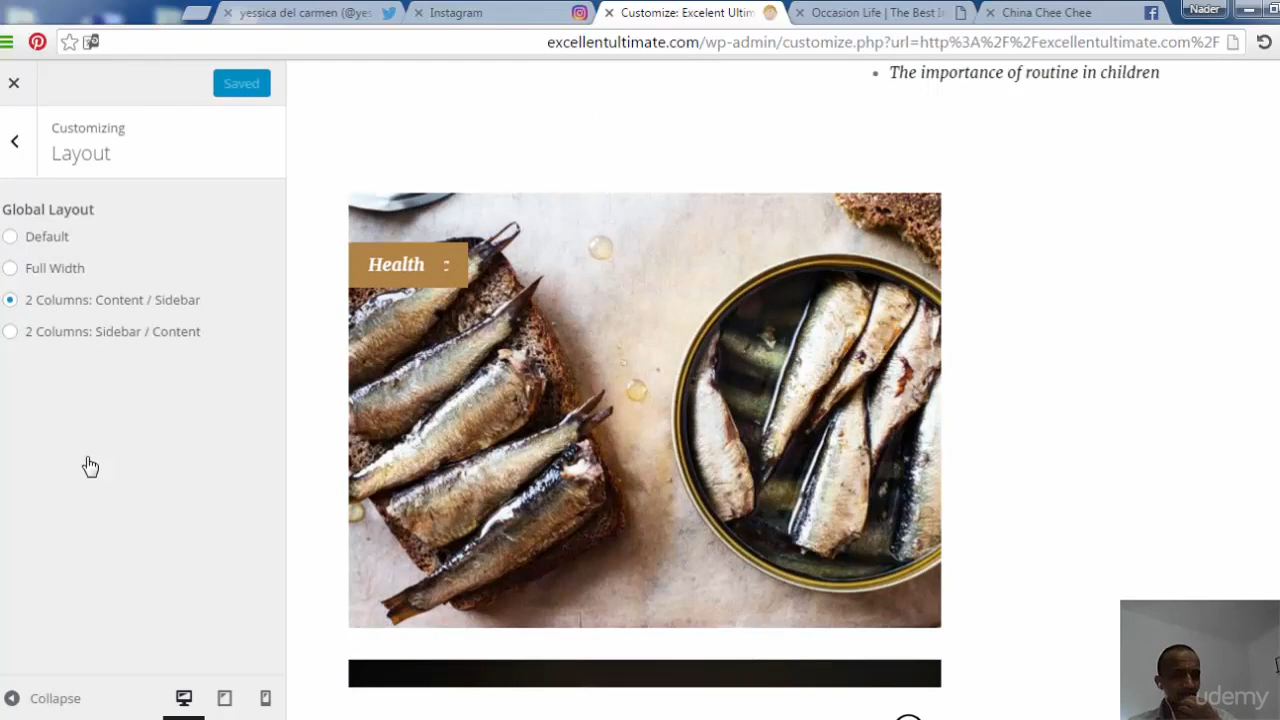 yessica del carmen (@yes
Instagram
Customize: Excelent Ultim
Occasion Life | The Best I
China Chee Chee
Nader
excellentultimate.com/wp-admin/customize.php?url=http%3A%2F%2Fexcellentultimate.com%2F
Saved
Customizing
Layout
Global Layout
Default
Full Width
2 Columns: Content / Sidebar
2 Columns: Sidebar / Content
Collapse
The importance of routine in children
Health
udemy